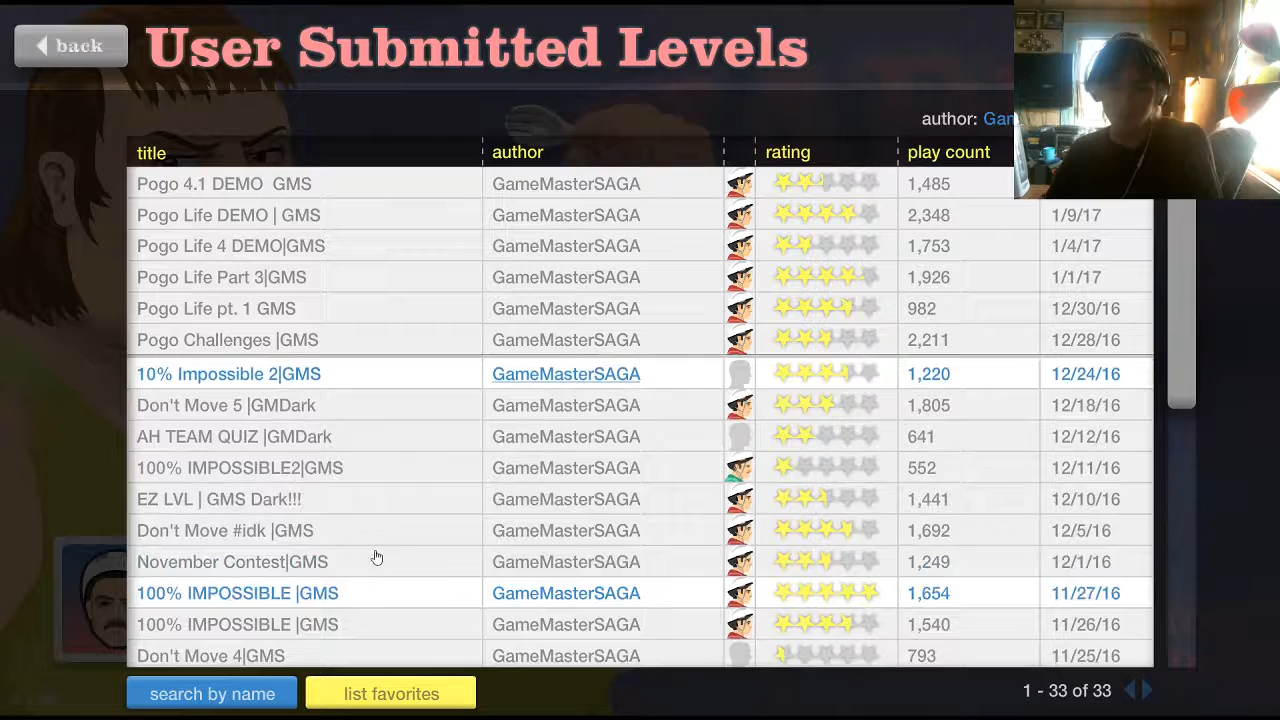 back
User Submitted Levels
author: Gam
title author rating play count
Pogo 4.1 DEMO GMS GameMasterSAGA 1,485
Pogo Life DEMO | GMS GameMasterSAGA 2,348 1/9/17
Pogo Life 4 DEMO|GMS GameMasterSAGA 1,753 1/4/17
Pogo Life Part 3|GMS GameMasterSAGA 1,926 1/1/17
Pogo Life pt. 1 GMS GameMasterSAGA 982 12/30/16
Pogo Challenges |GMS GameMasterSAGA 2,211 12/28/16
10% Impossible 2|GMS GameMasterSAGA 1,220 12/24/16
Don't Move 5 |GMDark GameMasterSAGA 1,805 12/18/16
AH TEAM QUIZ |GMDark GameMasterSAGA 641 12/12/16
100% IMPOSSIBLE2|GMS GameMasterSAGA 552 12/11/16
EZ LVL | GMS Dark!!! GameMasterSAGA 1,441 12/10/16
Don't Move #idk |GMS GameMasterSAGA 1,692 12/5/16
November Contest|GMS GameMasterSAGA 1,249 12/1/16
100% IMPOSSIBLE |GMS GameMasterSAGA 1,654 11/27/16
100% IMPOSSIBLE |GMS GameMasterSAGA 1,540 11/26/16
Don't Move 4|GMS GameMasterSAGA 793 11/25/16
search by name list favorites 1 - 33 of 33